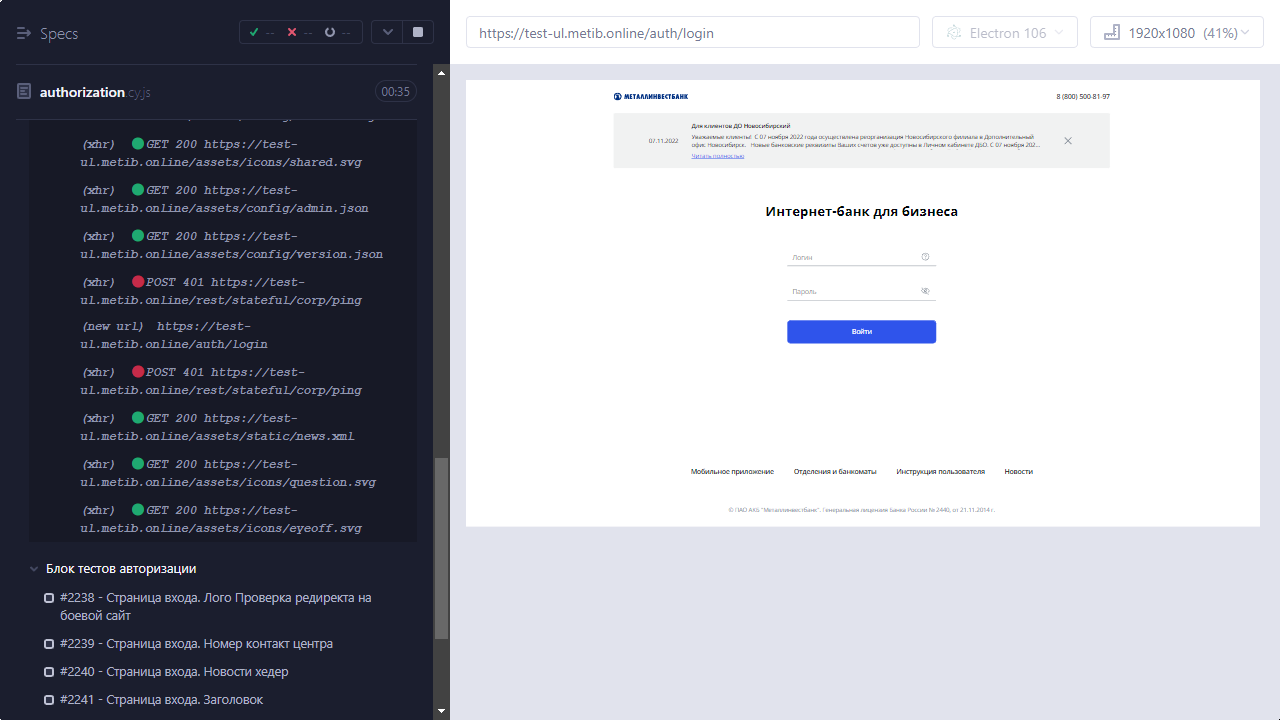 Specs
--
--
--
authorization.cy.js
00:35
(xhr) GET 200 https://test-
ul.metib.online/assets/i18n/shared.svg
(xhr) GET 200 https://test-
ul.metib.online/assets/config/admin.json
(xhr) GET 200 https://test-
ul.metib.online/assets/config/version.json
(xhr) POST 401 https://test-
ul.metib.online/rest/stateful/corp/ping
(new url) https://test-
ul.metib.online/auth/login
(xhr) POST 401 https://test-
ul.metib.online/rest/stateful/corp/ping
(xhr) GET 200 https://test-
ul.metib.online/assets/static/news.xml
(xhr) GET 200 https://test-
ul.metib.online/assets/icons/question.svg
(xhr) GET 200 https://test-
ul.metib.online/assets/icons/eyeoff.svg
Блок тестов авторизации
#2238 - Страница входа. Лого Проверка редиректа на
боевой сайт
#2239 - Страница входа. Номер контакт центра
#2240 - Страница входа. Новости хедер
#2241 - Страница входа. Заголовок
https://test-ul.metib.online/auth/login
Electron 106
1920x1080 (41%)
МЕТАЛЛИНВЕСТБАНК
8 (800) 500-81-97
Для клиентов ДО Новосибирский
07.11.2022
Уважаемые клиенты! С 07 ноября 2022 года осуществлена реорганизация Новосибирского филиала в Дополнительный
офис Новосибирск. Новые банковские реквизиты Ваших счетов уже доступны в Личном кабинете ДБО. С 07 ноября 202...
Читать полностью
Интернет-банк для бизнеса
Логин
Пароль
Войти
Мобильное приложение
Отделения и банкоматы
Инструкция пользователя
Новости
© ПАО АКБ "Металлинвестбанк". Генеральная лицензия Банка России № 2440, от 21.11.2014 г.